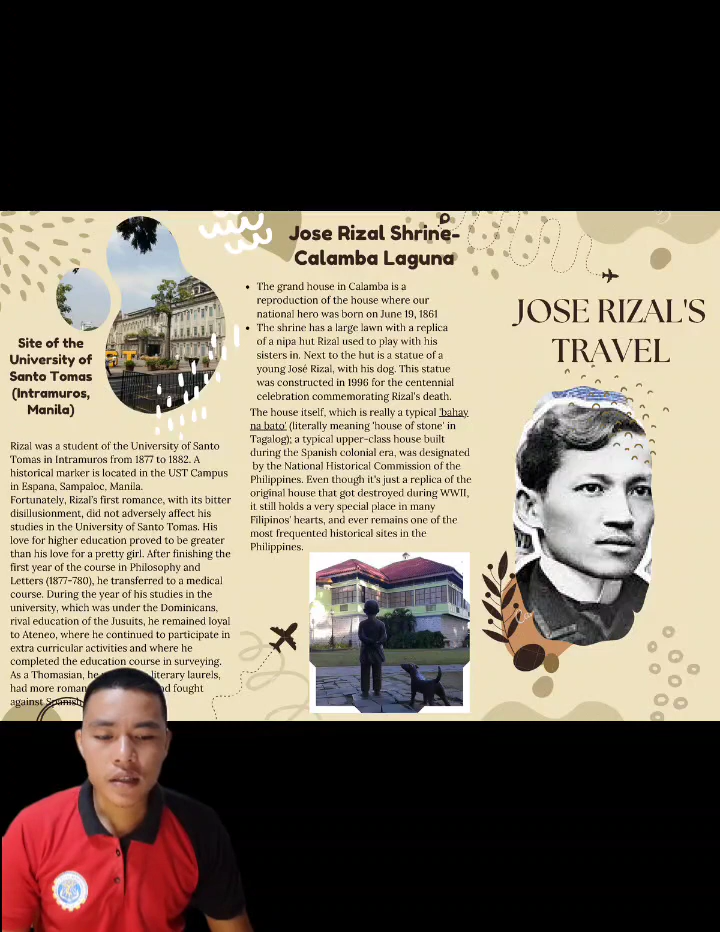 Site of the
University of
Santo Tomas
(Intramuros,
Manila)
Rizal was a student of the University of Santo
Tomas in Intramuros from 1877 to 1882. A
historical marker is located in the UST Campus
in Espana, Sampaloc, Manila.
Fortunately, Rizal's first romance, with its bitter
disillusionment, did not adversely affect his
studies in the University of Santo Tomas. His
love for higher education proved to be greater
than his love for a pretty girl. After finishing the
first year of the course in Philosophy and
Letters (1877-780), he transferred to a medical
course. During the year of his studies in the
university, which was under the Dominicans,
rival education of the Jusuits, he remained loyal
to Ateneo, where he continued to participate in
extra curricular activities and where he
completed the education course in surveying.
As a Thomasian, he literary laurels,
had more fought
against Spanish
Jose Rizal Shrine-
Calamba Laguna
• The grand house in Calamba is a
reproduction of the house where our
national hero was born on June 19, 1861
• The shrine has a large lawn with a replica
of a nipa hut Rizal used to play with his
sisters in. Next to the hut is a statue of a
young José Rizal, with his dog. This statue
was constructed in 1996 for the centennial
celebration commemorating Rizal's death.
The house itself, which is really a typical 'bahay
na bato' (literally meaning 'house of stone' in
Tagalog); a typical upper-class house built
during the Spanish colonial era, was designated
by the National Historical Commission of the
Philippines. Even though it's just a replica of the
original house that got destroyed during WWII,
it still holds a very special place in many
Filipinos' hearts, and ever remains one of the
most frequented historical sites in the
Philippines.
JOSE RIZAL'S
TRAVEL